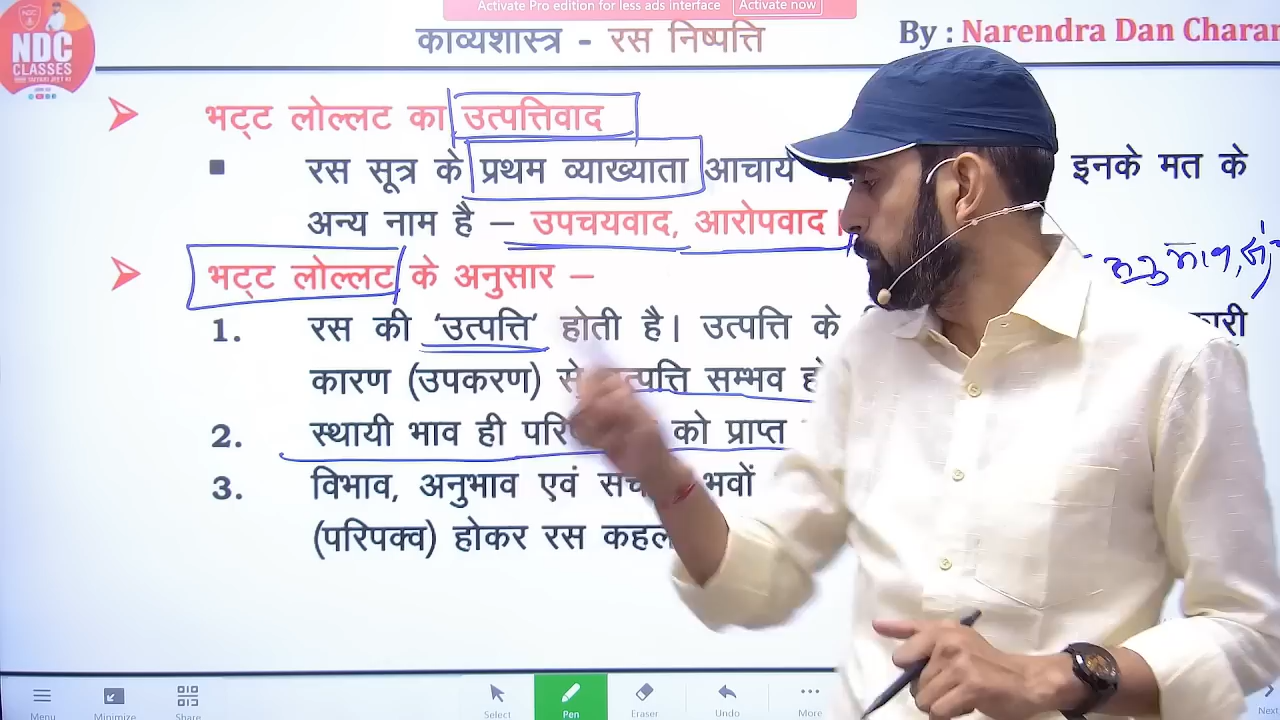 Activate Pro edition for less ads interface Activate now
काव्यशास्त्र - रस निष्पत्ति By : Narendra Dan Charan
NDC
CLASSES
भट्ट लोल्लट का उत्पत्तिवाद
रस सूत्र के प्रथम व्याख्याता आचार्य इनके मत के
अन्य नाम है – उपचयवाद, आरोपवाद।
भट्ट लोल्लट के अनुसार –
1. रस की ‘उत्पत्ति’ होती है। उत्पत्ति के
कारण (उपकरण) से सम्भव
2. स्थायी भाव ही को प्राप्त
3. विभाव, अनुभाव एवं
(परिपक्व) होकर रस
Menu Minimize Share Select Pen Eraser Undo More Next